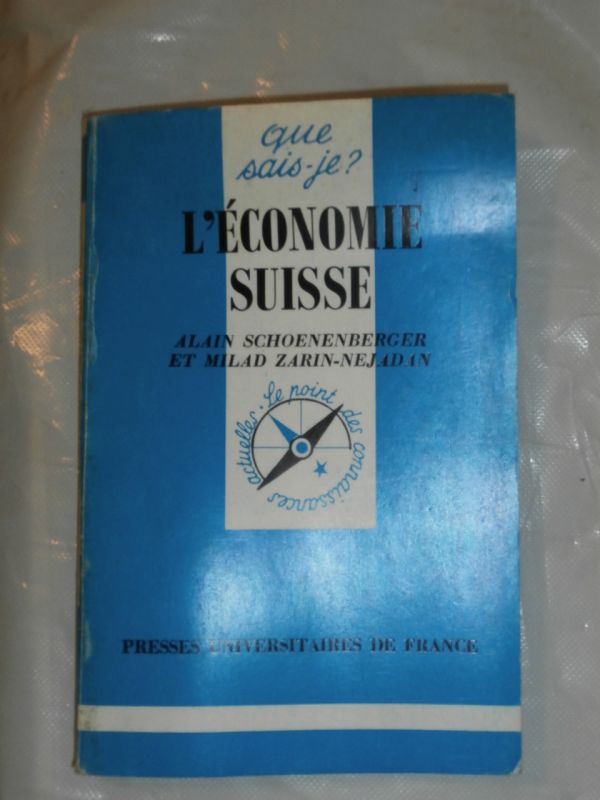 que
sais-je?
L'ÉCONOMIE
SUISSE
ALAIN SCHOENENBERGER
ET MILAD ZARIN-NEJADAN
Le point des connaissances actuelles.
PRESSES UNIVERSITAIRES DE FRANCE